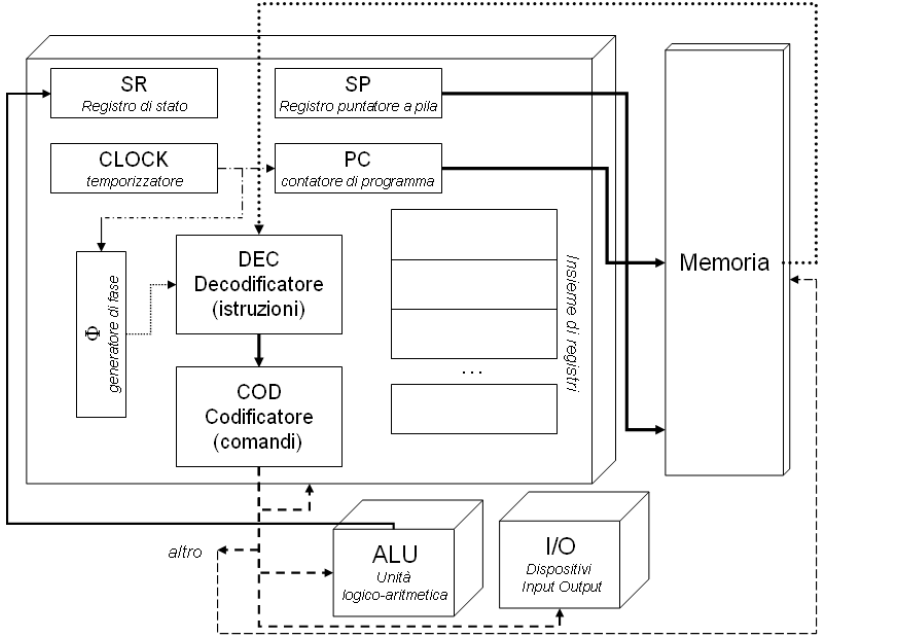 SR
Registro di stato
SP
Registro puntatore a pila
CLOCK
temporizzatore
PC
contatore di programma
Φ
generatore di fase
DEC
Decodificatore
(istruzioni)
Insieme di registri
...
COD
Codificatore
(comandi)
Memoria
altro
ALU
Unità
logico-aritmetica
I/O
Dispositivi
Input Output